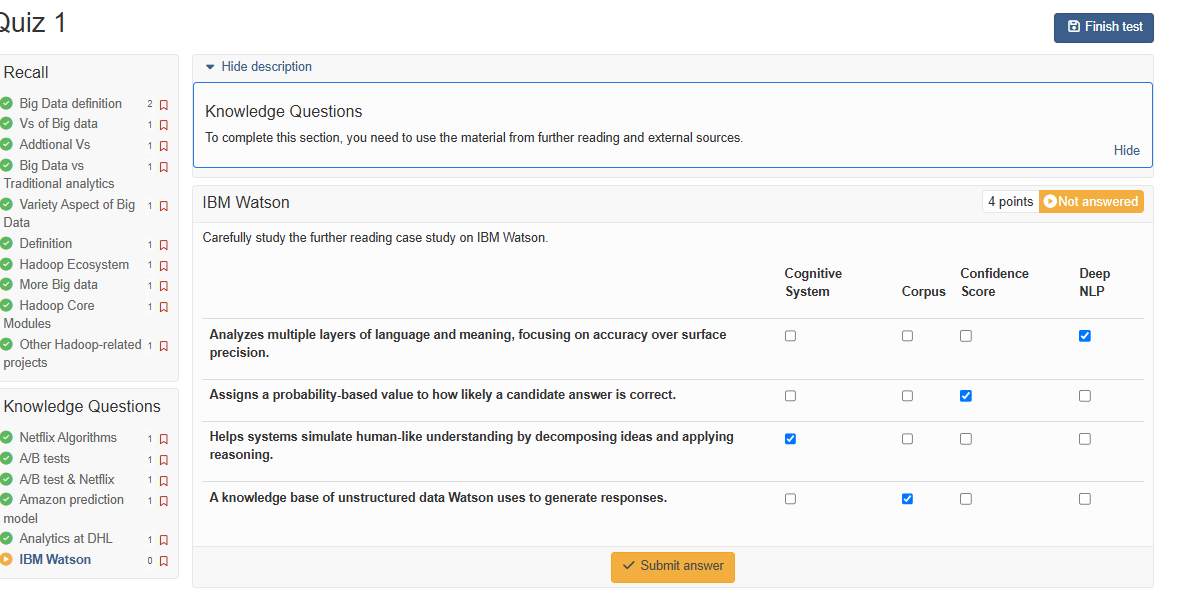 Quiz 1
Finish test
Recall
Big Data definition 2
Vs of Big data 1
Addtional Vs 1
Big Data vs 1
Traditional analytics
Variety Aspect of Big 1
Data
Definition 1
Hadoop Ecosystem 1
More Big data 1
Hadoop Core 1
Modules
Other Hadoop-related 1
projects
Knowledge Questions
Netflix Algorithms 1
A/B tests 1
A/B test & Netflix 1
Amazon prediction 1
model
Analytics at DHL 1
IBM Watson 0
Hide description
Knowledge Questions
To complete this section, you need to use the material from further reading and external sources.
Hide
IBM Watson
4 points Not answered
Carefully study the further reading case study on IBM Watson.
Cognitive
System
Corpus
Confidence
Score
Deep
NLP
Analyzes multiple layers of language and meaning, focusing on accuracy over surface
precision.
Assigns a probability-based value to how likely a candidate answer is correct.
Helps systems simulate human-like understanding by decomposing ideas and applying
reasoning.
A knowledge base of unstructured data Watson uses to generate responses.
Submit answer